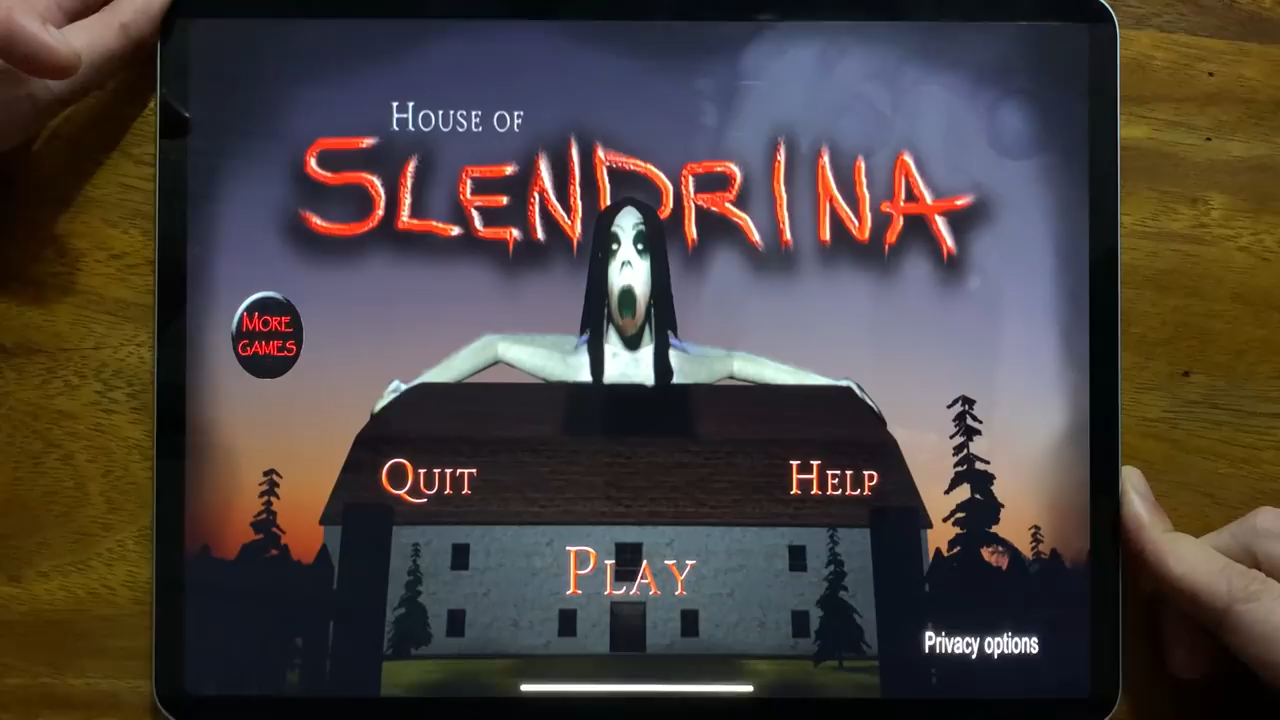 House of
Slendrina
More
games
Quit
Help
Play
Privacy options